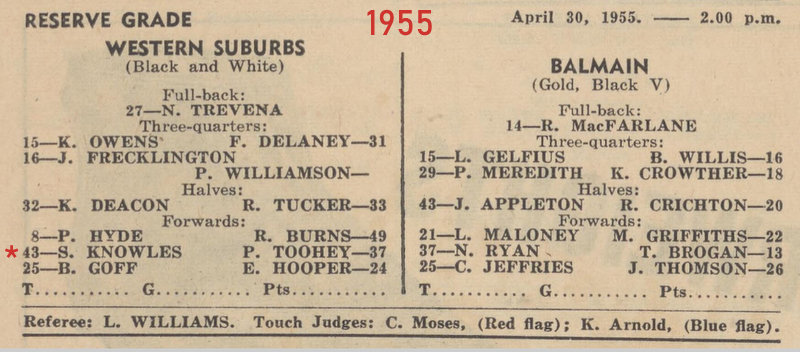 RESERVE GRADE 1955 April 30, 1955. — 2.00 p.m.
WESTERN SUBURBS
(Black and White)
Full-back:
27—N. TREVENA
Three-quarters:
15—K. OWENS F. DELANEY—31
16—J. FRECKLINGTON
P. WILLIAMSON—
Halves:
32—K. DEACON R. TUCKER—33
Forwards:
8—P. HYDE R. BURNS—49
*43—S. KNOWLES P. TOOHEY—37
25—B. GOFF E. HOOPER—24
T.......... G.......... Pts..........
BALMAIN
(Gold, Black V)
Full-back:
14—R. MacFARLANE
Three-quarters:
15—L. GELFIUS B. WILLIS—16
29—P. MEREDITH K. CROWTHER—18
Halves:
43—J. APPLETON R. CRICHTON—20
Forwards:
21—L. MALONEY M. GRIFFITHS—22
37—N. RYAN T. BROGAN—13
25—C. JEFFRIES J. THOMSON—26
T.......... G.......... Pts...........
Referee: L. WILLIAMS. Touch Judges: C. Moses, (Red flag); K. Arnold, (Blue flag).